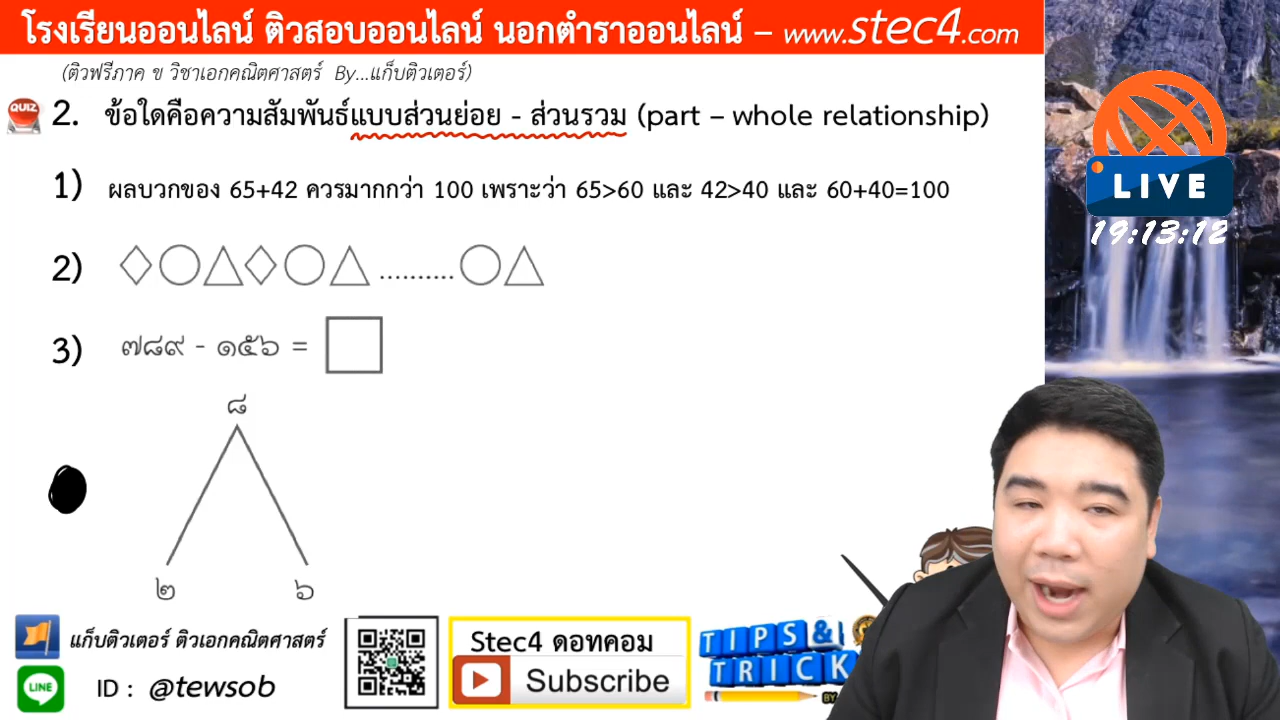 โรงเรียนออนไลน์ ติวสอบออนไลน์ นอกตำราออนไลน์ – www.stec4.com
(ติวฟรีภาค ข วิชาเอกคณิตศาสตร์ By...แก็บติวเตอร์)
QUIZ
2. ข้อใดคือความสัมพันธ์แบบส่วนย่อย - ส่วนรวม (part – whole relationship)
LIVE
19:13:12
1) ผลบวกของ 65+42 ควรมากกว่า 100 เพราะว่า 65>60 และ 42>40 และ 60+40=100
2) ..........
3) ๗๘๙ - ๑๕๖ =
๘
๒ ๖
แก็บติวเตอร์ ติวเอกคณิตศาสตร์
LINE
ID : @tewsob
Stec4 ดอทคอม
Subscribe
TIPS &
TRICK